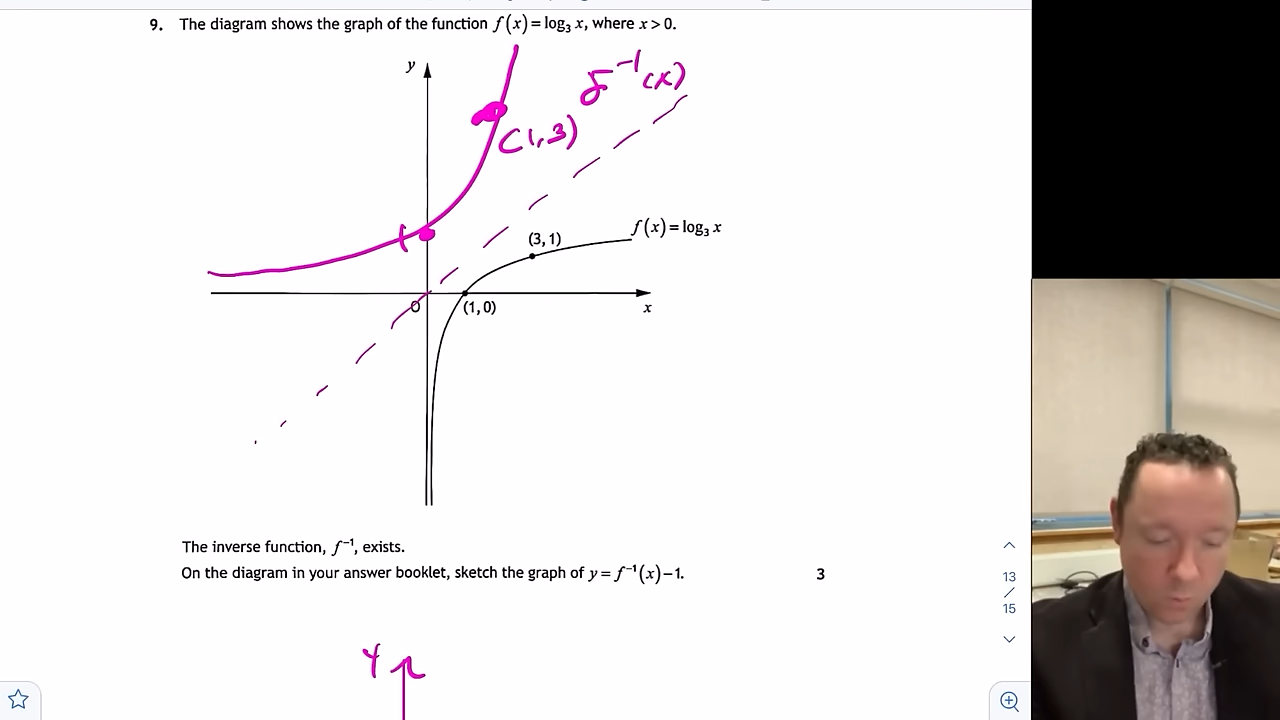 9. The diagram shows the graph of the function f(x) = log₃ x, where x > 0.
y
f⁻¹(x)
(1, 3)
1
f(x) = log₃ x
(3, 1)
O
(1, 0)
x
The inverse function, f⁻¹, exists.
On the diagram in your answer booklet, sketch the graph of y = f⁻¹(x) − 1.
3
13
/
15
y